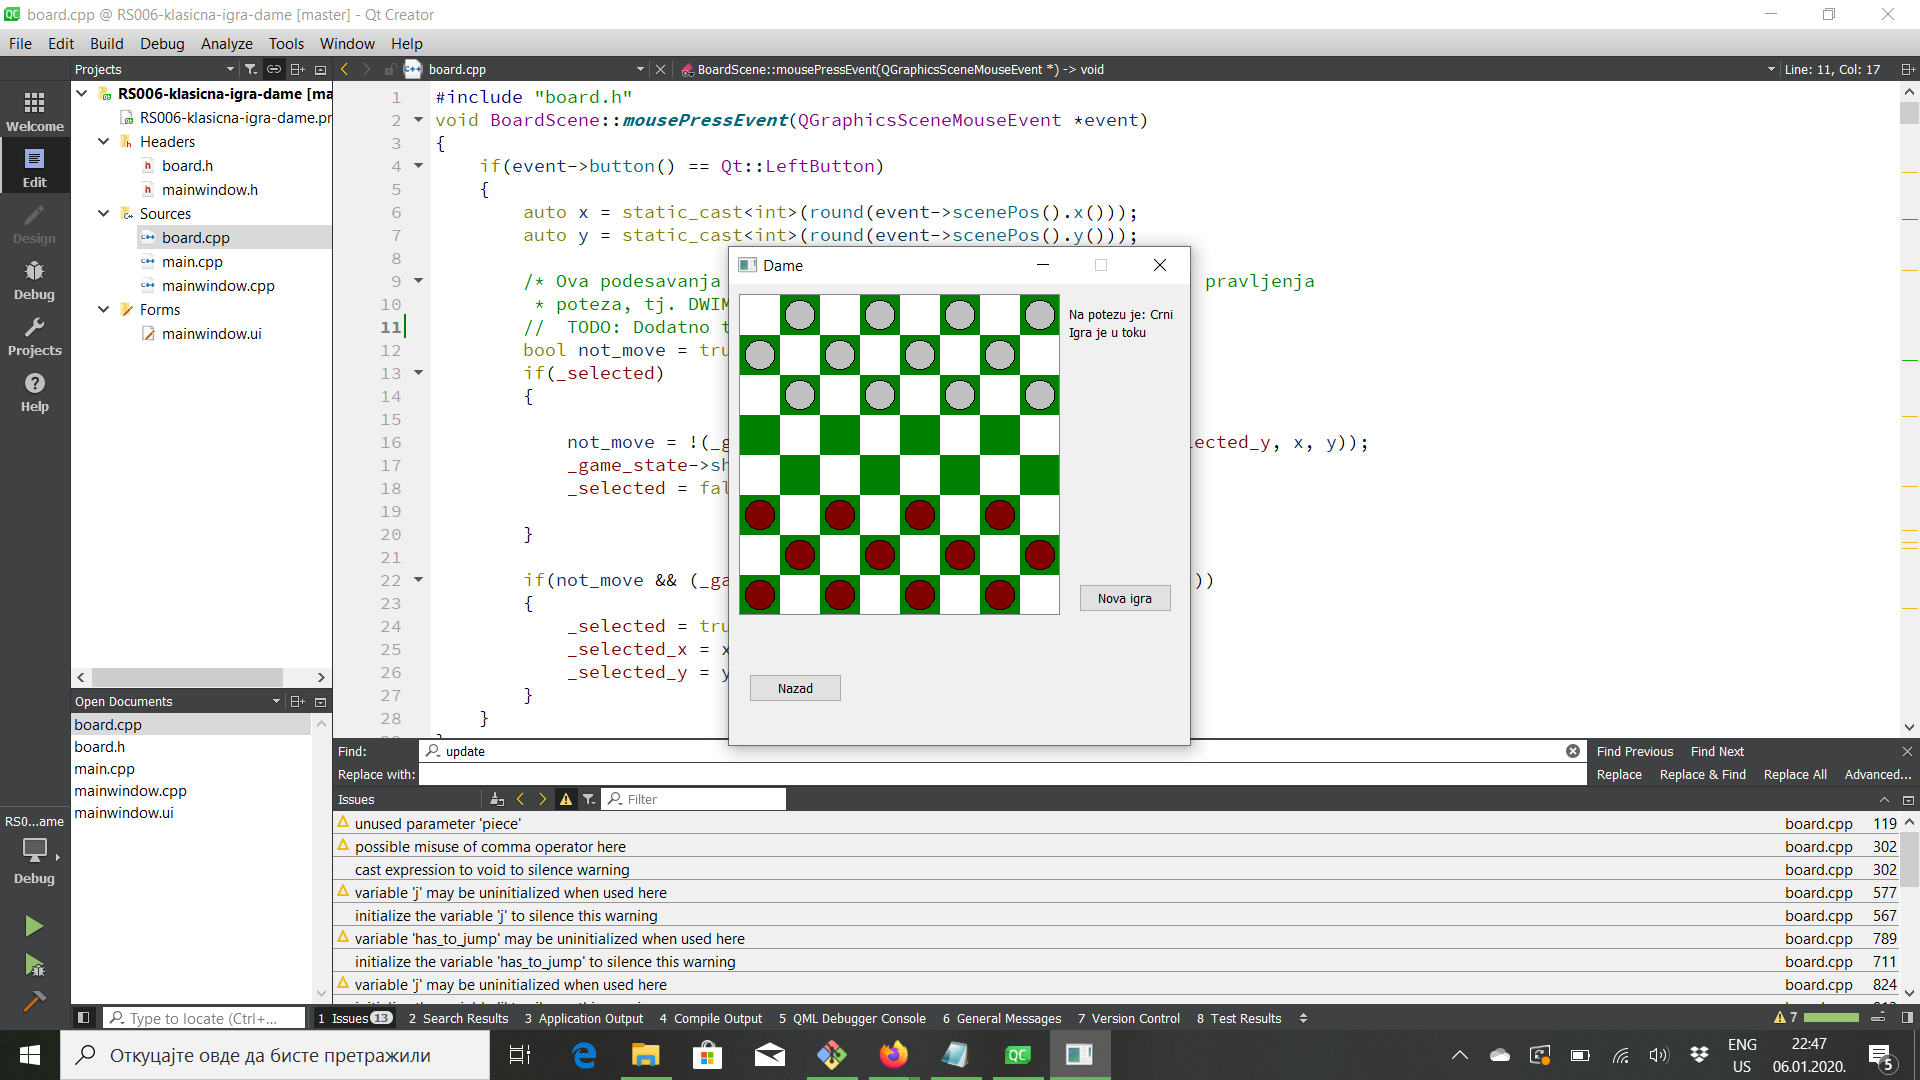 board.cpp @ RS006-klasicna-igra-dame [master] - Qt Creator
File Edit Build Debug Analyze Tools Window Help
Projects
board.cpp
BoardScene::mousePressEvent(QGraphicsSceneMouseEvent *) -> void
Line: 11, Col: 17
Welcome
Edit
Design
Debug
Projects
Help
RS006-klasicna-igra-dame [ma
RS006-klasicna-igra-dame.pr
Headers
board.h
mainwindow.h
Sources
board.cpp
main.cpp
mainwindow.cpp
Forms
mainwindow.ui
1 #include "board.h"
2 void BoardScene::mousePressEvent(QGraphicsSceneMouseEvent *event)
3 {
4 if(event->button() == Qt::LeftButton)
5 {
6 auto x = static_cast<int>(round(event->scenePos().x()));
7 auto y = static_cast<int>(round(event->scenePos().y()));
8
9 /* Ova podesavanja pravljenja
10 * poteza, tj. DWIM
11 // TODO: Dodatno t
12 bool not_move = tru
13 if(_selected)
14 {
15
16 not_move = !(_g ected_y, x, y));
17 _game_state->sh
18 _selected = fal
19
20 }
21
22 if(not_move && (_ga ))
23 {
24 _selected = tru
25 _selected_x = x
26 _selected_y = y
27 }
28 }
Dame
Na potezu je: Crni
Igra je u toku
Nova igra
Nazad
Open Documents
board.cpp
board.h
main.cpp
mainwindow.cpp
mainwindow.ui
Find: update
Find Previous Find Next
Replace with:
Replace Replace & Find Replace All Advanced...
Issues
Filter
unused parameter 'piece' board.cpp 119
possible misuse of comma operator here board.cpp 302
cast expression to void to silence warning board.cpp 302
variable 'j' may be uninitialized when used here board.cpp 577
initialize the variable 'j' to silence this warning board.cpp 567
variable 'has_to_jump' may be uninitialized when used here board.cpp 789
initialize the variable 'has_to_jump' to silence this warning board.cpp 711
variable 'j' may be uninitialized when used here board.cpp 824
RS0...ame
Debug
Type to locate (Ctrl+...
1 Issues 13
2 Search Results
3 Application Output
4 Compile Output
5 QML Debugger Console
6 General Messages
7 Version Control
8 Test Results
7
Откуцајте овде да бисте претражили
ENG
US
22:47
06.01.2020.
5